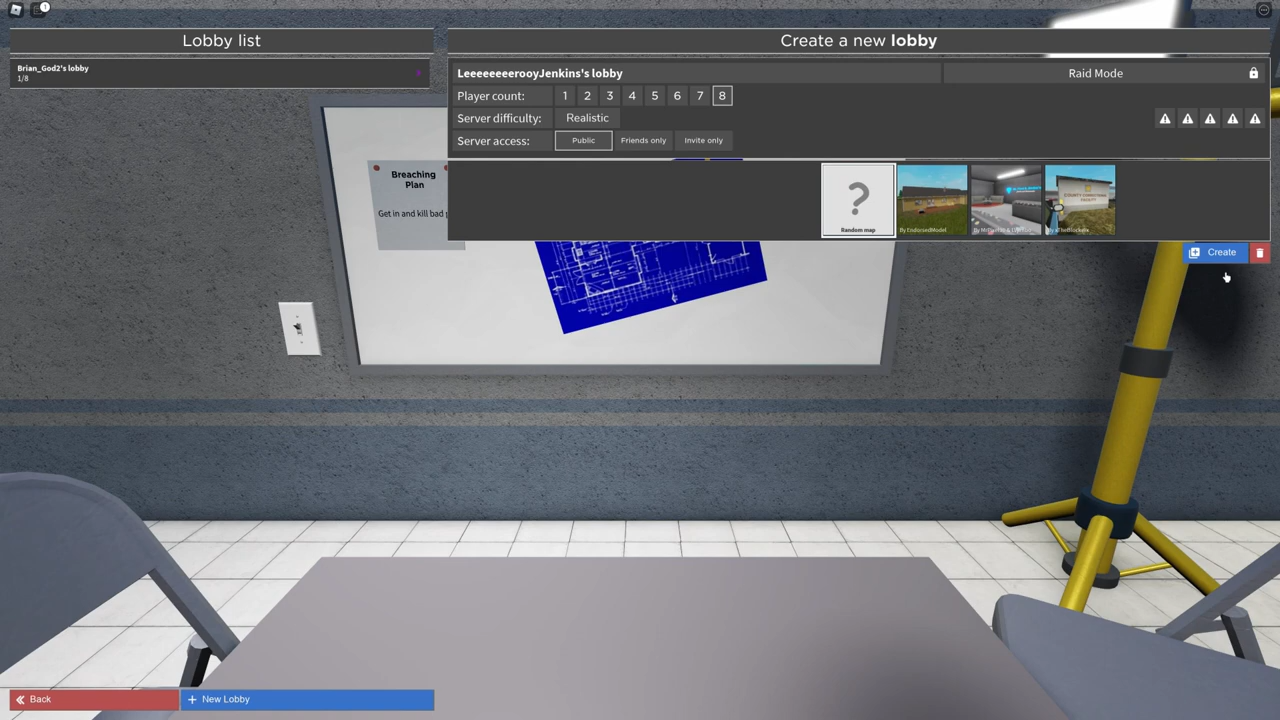 1
Lobby list
Brian_God2's lobby
1/8
Create a new lobby
LeeeeeeeerooyJenkins's lobby
Raid Mode
Player count:
1 2 3 4 5 6 7 8
Server difficulty:
Realistic
Server access:
Public
Friends only
Invite only
?
Random map
By EndorsedModel
Create
Breaching
Plan
Get in and kill bad
Back
+ New Lobby